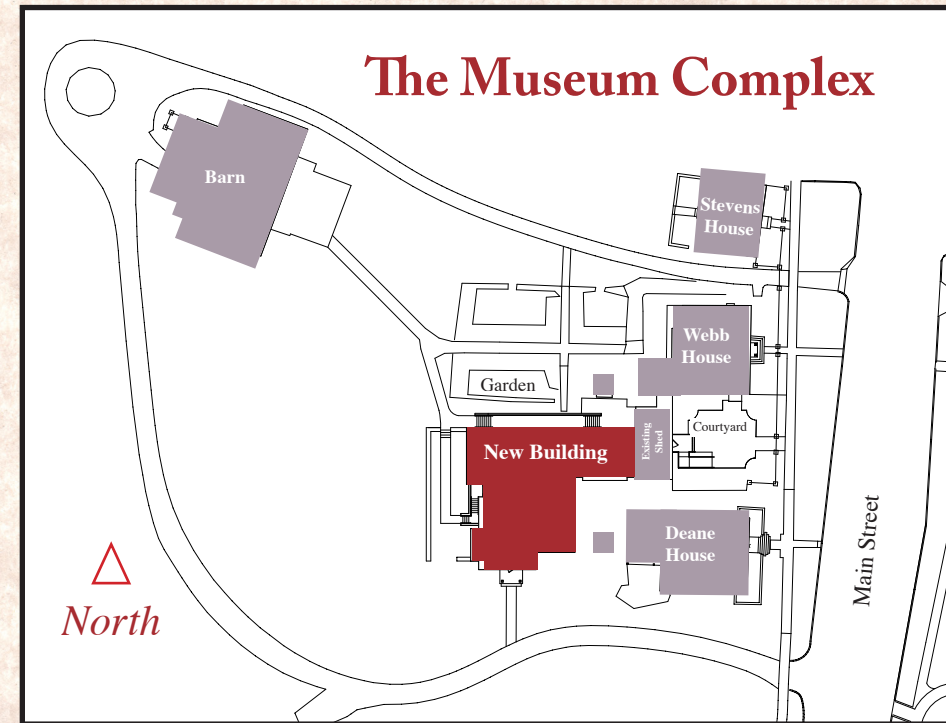 The Museum Complex
Barn
Stevens
House
Webb
House
Garden
Courtyard
New Building
Existing
Shed
Deane
House
Main Street
North